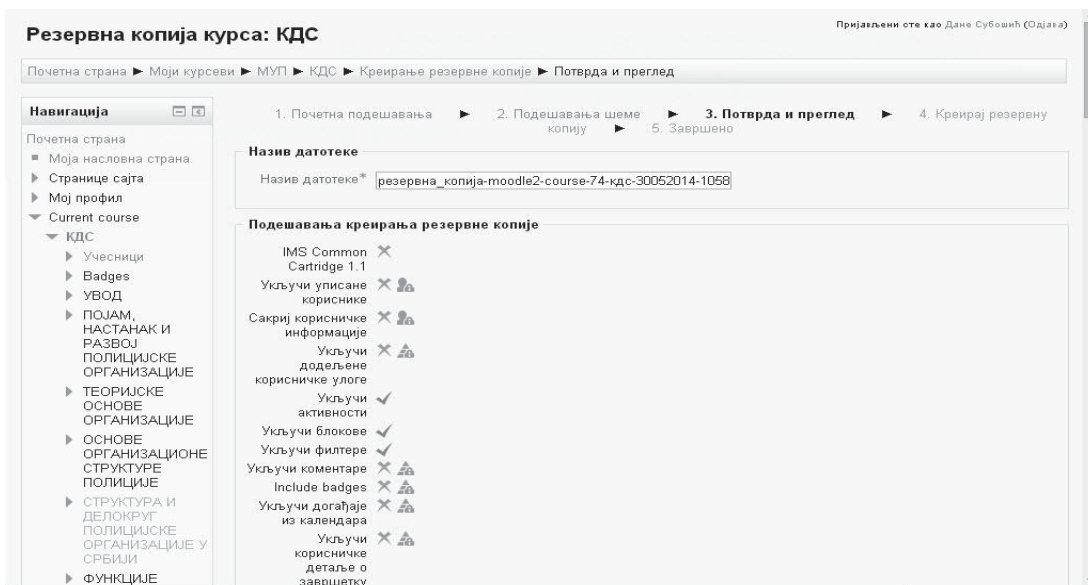 Пријављени сте као Дане Субошић (Одјава)
Резервна копија курса: КДС
Почетна страна ► Моји курсеви ► МУП ► КДС ► Креирање резервне копије ► Потврда и преглед
Навигација
Почетна страна
Моја насловна страна
Странице сајта
Мој профил
Current course
КДС
Учесници
Badges
УВОД
ПОЈАМ,
НАСТАНАК И
РАЗВОЈ
ПОЛИЦИЈСКЕ
ОРГАНИЗАЦИЈЕ
ТЕОРИЈСКЕ
ОСНОВЕ
ОРГАНИЗАЦИЈЕ
ОСНОВЕ
ОРГАНИЗАЦИОНЕ
СТРУКТУРЕ
ПОЛИЦИЈЕ
СТРУКТУРА И
ДЕЛОКРУГ
ПОЛИЦИЈСКЕ
ОРГАНИЗАЦИЈЕ У
СРБИЈИ
ФУНКЦИЈЕ
1. Почетна подешавања ► 2. Подешавања шеме ► 3. Потврда и преглед ► 4. Креирај резервну
копију ► 5. Завршено
Назив датотеке
Назив датотеке* резервна_копија-moodle2-course-74-кдс-30052014-1058
Подешавања креирања резервне копије
IMS Common
Cartridge 1.1
Укључи уписане
кориснике
Сакриј корисничке
информације
Укључи
додељене
корисничке улоге
Укључи
активности
Укључи блокове
Укључи филтере
Укључи коментаре
Include badges
Укључи догађаје
из календара
Укључи
корисничке
детаље о
завршетку